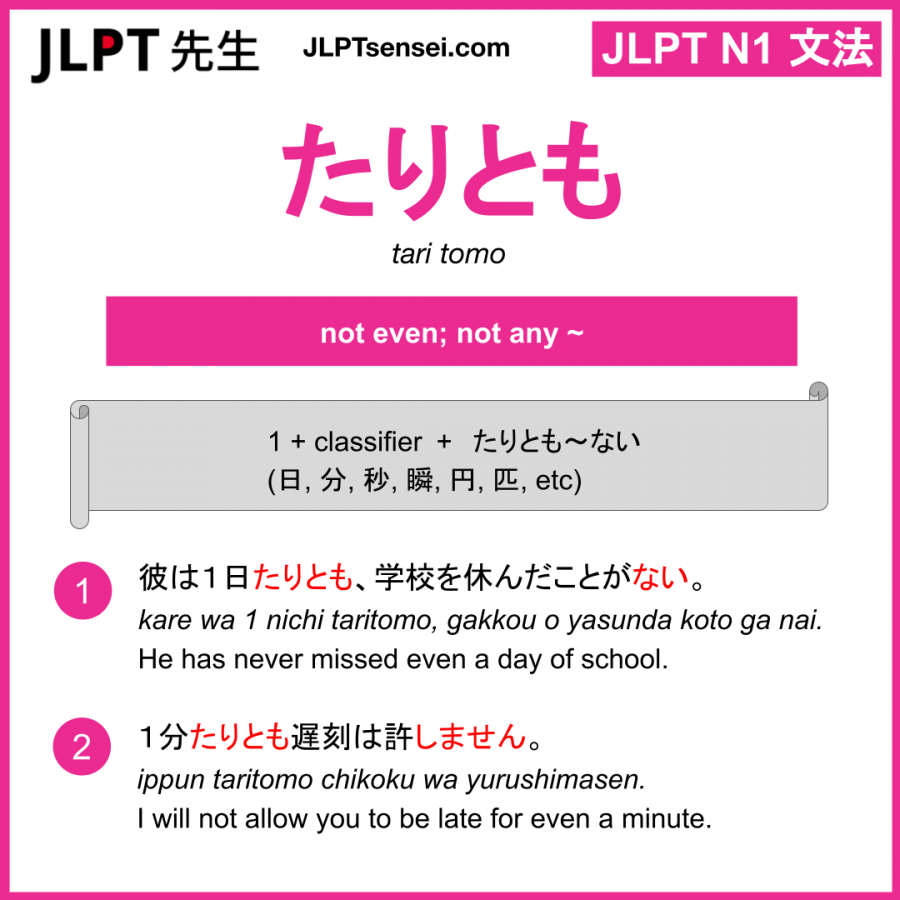 JLPT 先生
JLPTsensei.com
JLPT N1 文法
たりとも
tari tomo
not even; not any ~
1 + classifier + たりとも～ない
(日, 分, 秒, 瞬, 円, 匹, etc)
1
彼は１日たりとも、学校を休んだことがない。
kare wa 1 nichi taritomo, gakkou o yasunda koto ga nai.
He has never missed even a day of school.
2
１分たりとも遅刻は許しません。
ippun taritomo chikoku wa yurushimasen.
I will not allow you to be late for even a minute.